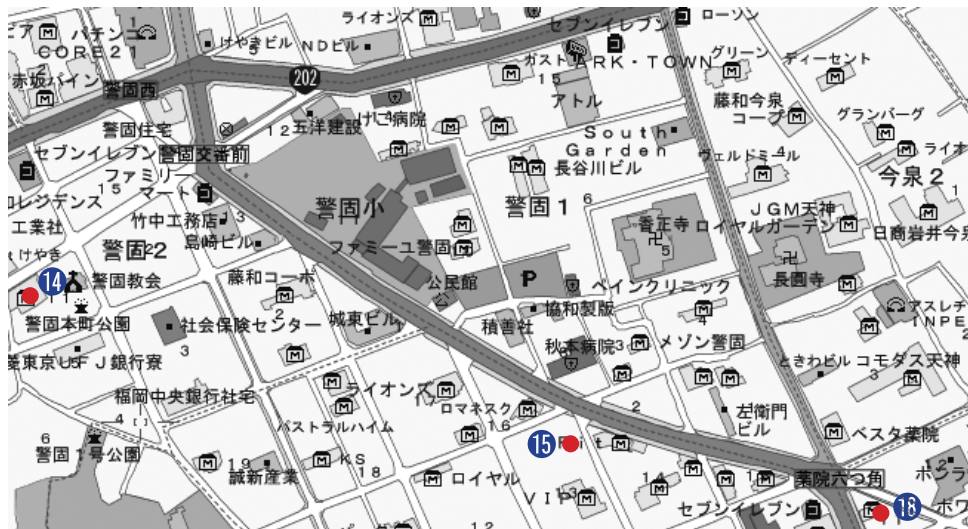 ライオンズ
セブンイレブン
ローソン
パチンコ
CORE21
けやきビル
NDビル
ガスト
PARK・TOWN
グリーン
ディーセント
赤坂パイン
警固西
202
15
アトル
藤和今泉
コープ
グランバーグ
警固住宅
12
五洋建設
けご病院
South
Garden
セブンイレブン
警固交番前
長谷川ビル
ヴェルドミール
4
今泉2
15
ファミリー
マート
レジデンス
警固小
警固1
6
香正寺
ロイヤルガーデン
JGM天神
1
工業社
竹中工務店
13
島崎ビル
ファミーユ警固
5
日商岩井今泉
けやき
警固2
14
警固教会
藤和コーポ
公民館
P
ペインクリニック
長圓寺
11
2
協和製版
4
警固本町公園
社会保険センター
城東ビル
1
積善社
秋本病院
3
メゾン警固
ときわビル
コモダス天神
菱東京UFJ銀行寮
3
3
福岡中央銀行社宅
ライオンズ
17
ロマネスク
2
左衛門
ビル
4
パストラルハイム
16
ベスタ薬院
6
警固1号公園
15
19
誠新産業
KS
18
ロイヤル
VIP
14
薬院六つ角
セブンイレブン
12
16